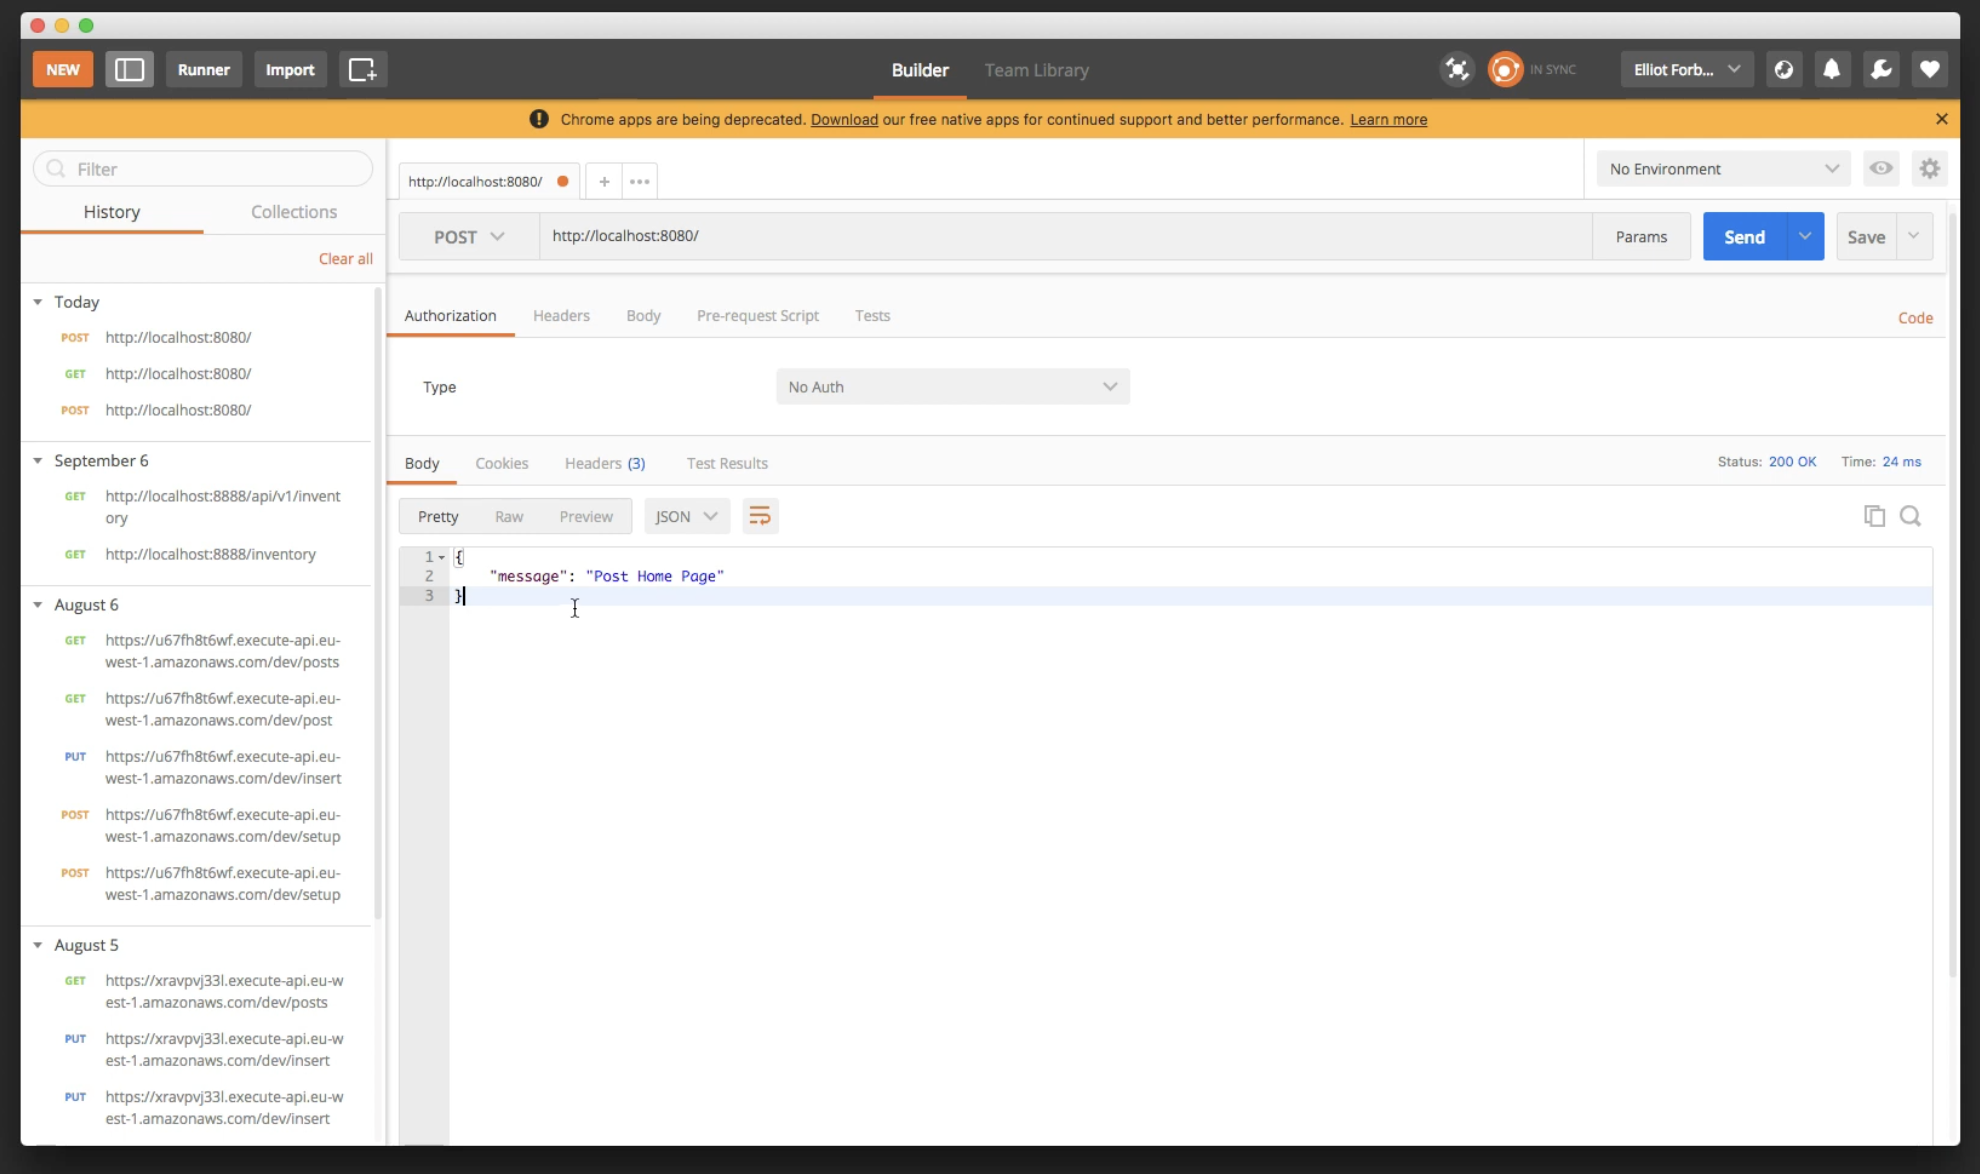 NEW
Runner
Import
Builder
Team Library
IN SYNC
Elliot Forb...
Chrome apps are being deprecated. Download our free native apps for continued support and better performance. Learn more
Filter
History
Collections
Clear all
Today
POST http://localhost:8080/
GET http://localhost:8080/
POST http://localhost:8080/
September 6
GET http://localhost:8888/api/v1/invent
ory
GET http://localhost:8888/inventory
August 6
GET https://u67fh8t6wf.execute-api.eu-
west-1.amazonaws.com/dev/posts
GET https://u67fh8t6wf.execute-api.eu-
west-1.amazonaws.com/dev/post
PUT https://u67fh8t6wf.execute-api.eu-
west-1.amazonaws.com/dev/insert
POST https://u67fh8t6wf.execute-api.eu-
west-1.amazonaws.com/dev/setup
POST https://u67fh8t6wf.execute-api.eu-
west-1.amazonaws.com/dev/setup
August 5
GET https://xravpvj33l.execute-api.eu-w
est-1.amazonaws.com/dev/posts
PUT https://xravpvj33l.execute-api.eu-w
est-1.amazonaws.com/dev/insert
PUT https://xravpvj33l.execute-api.eu-w
est-1.amazonaws.com/dev/insert
http://localhost:8080/
No Environment
POST
http://localhost:8080/
Params
Send
Save
Authorization
Headers
Body
Pre-request Script
Tests
Code
Type
No Auth
Body
Cookies
Headers (3)
Test Results
Status: 200 OK
Time: 24 ms
Pretty
Raw
Preview
JSON
1 {
2 "message": "Post Home Page"
3 }